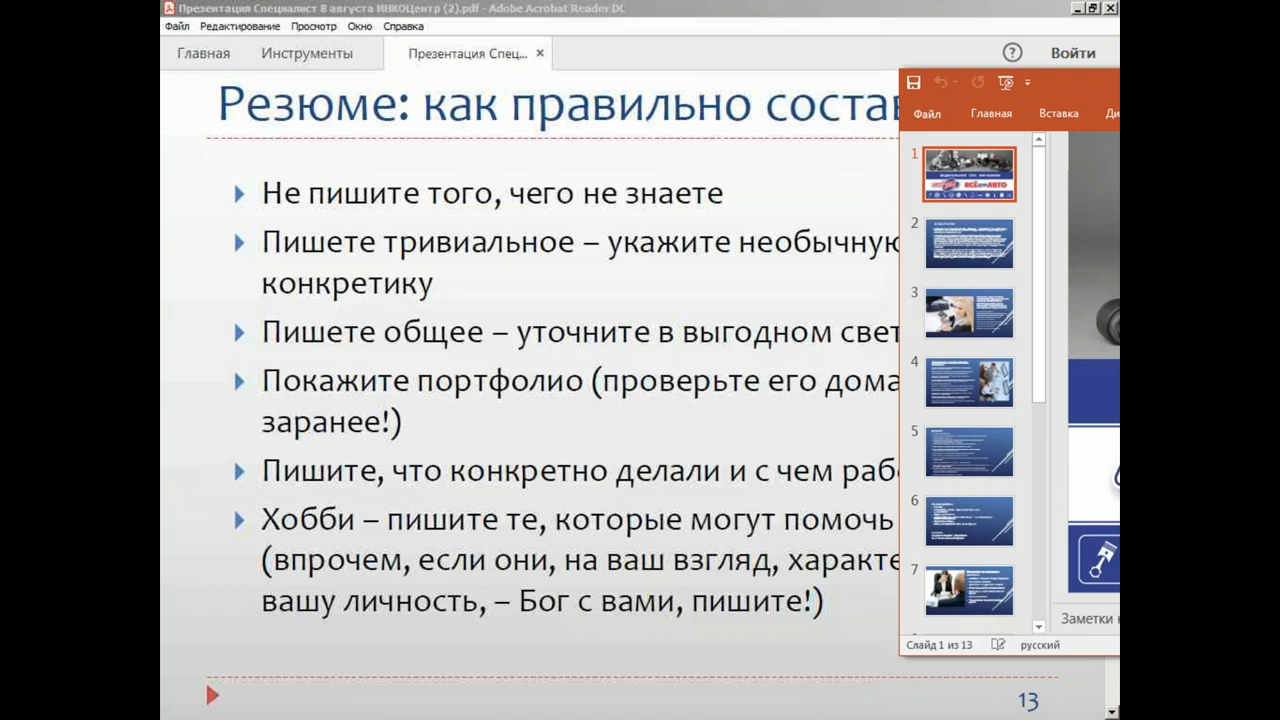 Презентация Специалист 8 августа ИНКОЦентр (2).pdf - Adobe Acrobat Reader DC
Файл Редактирование Просмотр Окно Справка
Главная Инструменты Презентация Спец... Войти
Резюме: как правильно состав
Не пишите того, чего не знаете
Пишете тривиальное – укажите необычную
конкретику
Пишете общее – уточните в выгодном свет
Покажите портфолио (проверьте его дома
заранее!)
Пишите, что конкретно делали и с чем рабо
Хобби – пишите те, которые могут помочь
(впрочем, если они, на ваш взгляд, характе
вашу личность, – Бог с вами, пишите!)
13
Файл Главная Вставка Ди
1
ВСЁ для АВТО
2
3
4
5
6
7
Заметки
Слайд 1 из 13 русский